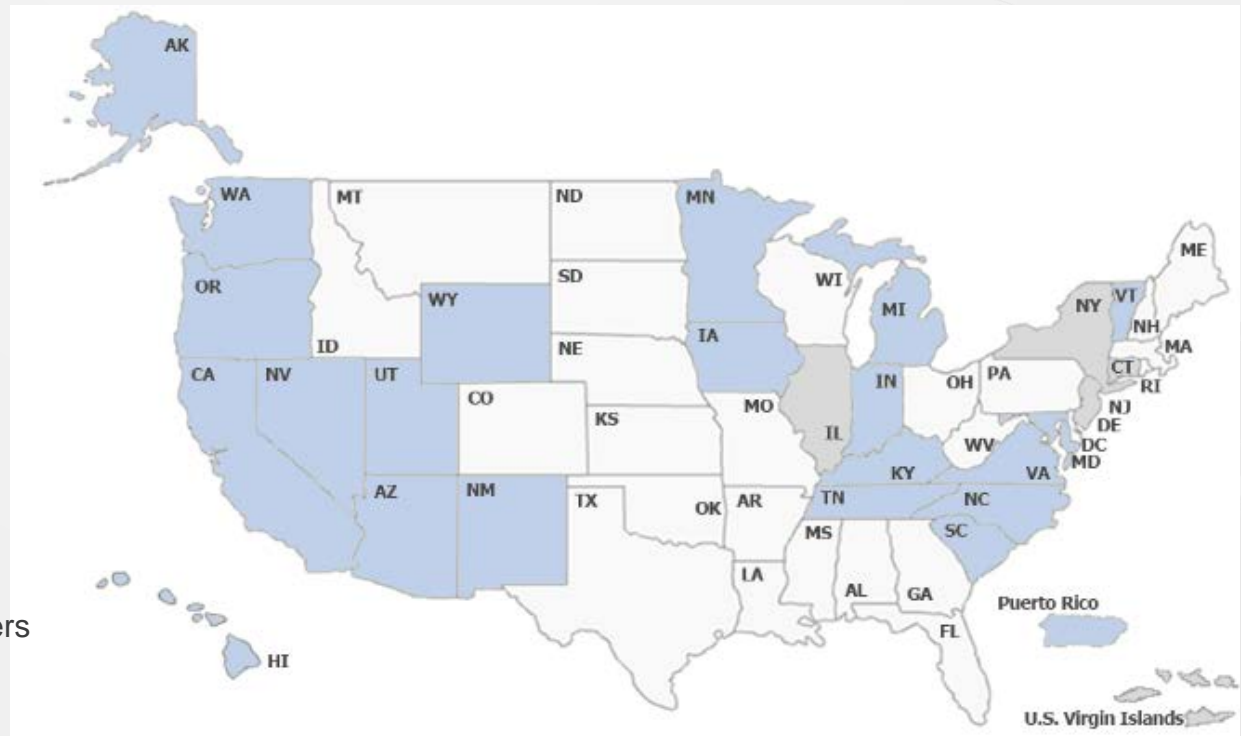 AK
WA
MT
ND
MN
ME
OR
SD
WI
WY
MI
NY
VT
NH
ID
IA
MA
NE
CA
NV
UT
CO
IN
OH
PA
CT
RI
NJ
KS
MO
IL
WV
DE
DC
MD
KY
VA
AZ
NM
TX
OK
AR
TN
NC
MS
SC
LA
AL
GA
Puerto Rico
ers
FL
HI
U.S. Virgin Islands